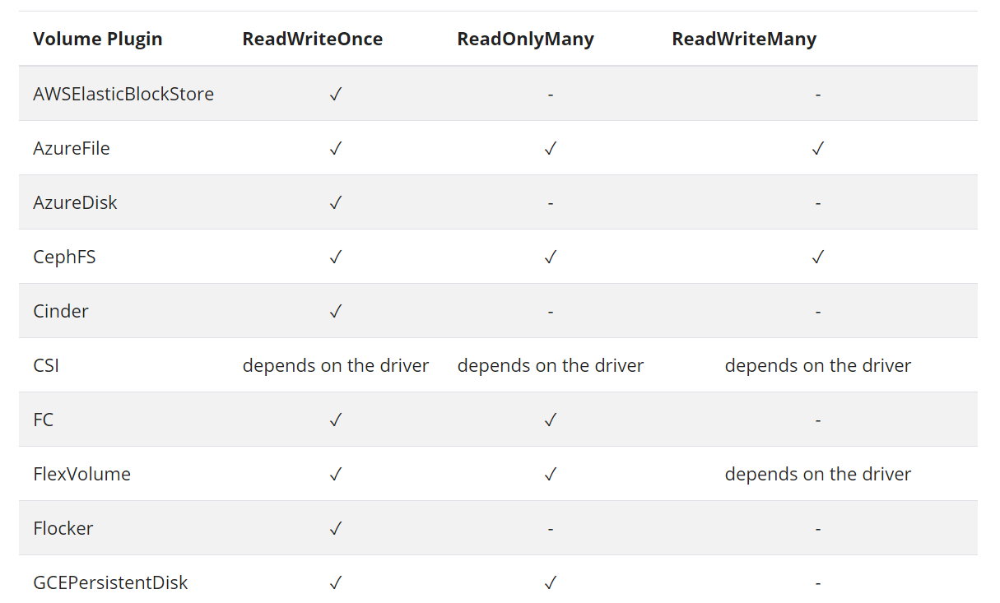 Volume Plugin ReadWriteOnce ReadOnlyMany ReadWriteMany
AWSElasticBlockStore ✓ - -
AzureFile ✓ ✓ ✓
AzureDisk ✓ - -
CephFS ✓ ✓ ✓
Cinder ✓ - -
CSI depends on the driver depends on the driver depends on the driver
FC ✓ ✓ -
FlexVolume ✓ ✓ depends on the driver
Flocker ✓ - -
GCEPersistentDisk ✓ ✓ -